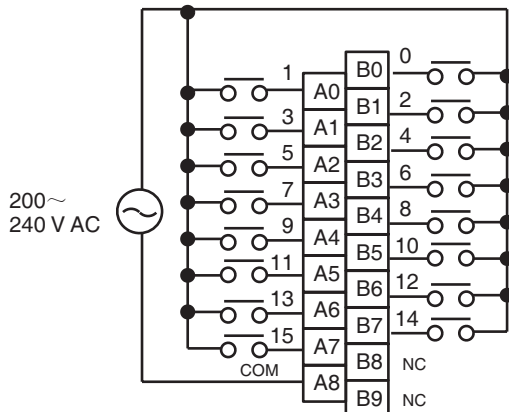 0
1 B0
A0 2
3 B1
A1 4
5 B2
A2 6
7 B3
200~
240 V AC
A3 8
9 B4
A4 10
11 B5
A5 12
13 B6
A6 14
15 B7
A7
COM B8 NC
A8
B9 NC